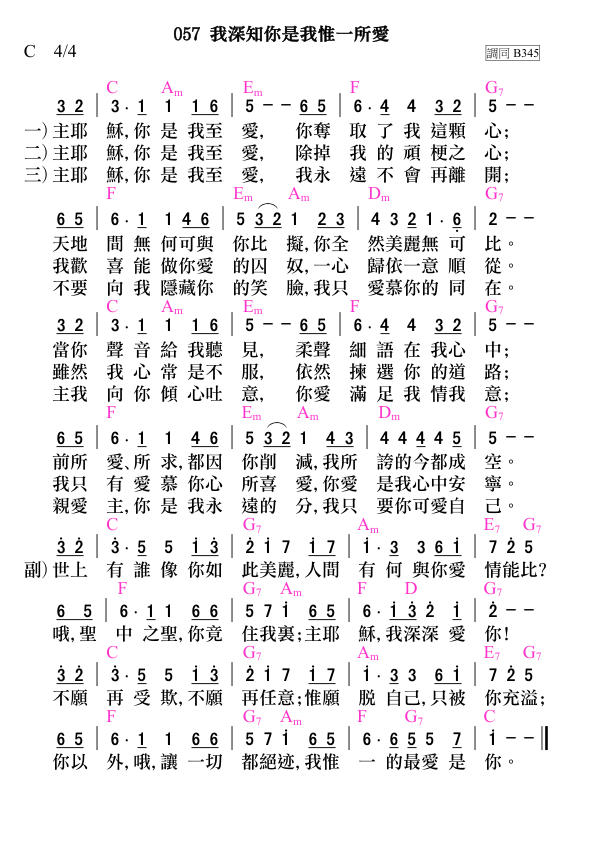 057 我深知你是我惟一所愛
C 4/4 調同 B345
C Am Em F G7
3 2 | 3 · 1 1 1 6 | 5 - - 6 5 | 6 · 4 4 3 2 | 5 - -
一) 主耶 穌, 你 是 我至 愛, 你奪 取 了 我 這顆 心;
二) 主耶 穌, 你 是 我至 愛, 除掉 我 的 頑 梗之 心;
三) 主耶 穌, 你 是 我至 愛, 我永 遠 不 會 再離 開;
F Em Am Dm G7
6 5 | 6 · 1 1 4 6 | 5 3 2 1 2 3 | 4 3 2 1 · 6̣ | 2 - -
天地 間 無 何可與 你比 擬, 你全 然美麗無 可 比。
我歡 喜 能 做你愛 的囚 奴, 一心 歸依一意 順 從。
不要 向 我 隱藏你 的笑 臉, 我只 愛慕你的 同 在。
C Am Em F G7
3 2 | 3 · 1 1 1 6 | 5 - - 6 5 | 6 · 4 4 3 2 | 5 - -
當你 聲 音 給 我聽 見, 柔聲 細 語 在 我心 中;
雖然 我 心 常 是不 服, 依然 揀 選 你 的道 路;
主我 向 你 傾 心吐 意, 你愛 滿 足 我 情我 意;
F Em Am Dm G7
6 5 | 6 · 1 1 4 6 | 5 3 2 1 4 3 | 4 4 4 4 5 | 5 - -
前所 愛、所 求, 都因 你削 減, 我所 誇的今都成 空。
我只 有 愛 慕 你心 所喜 愛, 你愛 是我心中安 寧。
親愛 主, 你 是 我永 遠的 分, 我只 要你可愛自 己。
C G7 Am E7 G7
3̇ 2̇ | 3̇ · 5 5 1̇ 3̇ | 2̇ 1̇ 7 1̇ 7 | 1̇ · 3 3 6 1̇ | 7 2̇ 5
副) 世上 有 誰 像 你如 此美麗, 人間 有 何 與你愛 情能比?
F G7 Am F D G7
6 5 | 6 · 1 1 6 6 | 5 7 1̇ 6 5 | 6 · 1̇ 3̇ 2̇ 1̇ | 2̇ - -
哦, 聖 中 之聖, 你竟 住我裏; 主耶 穌, 我深深 愛 你!
C G7 Am E7 G7
3̇ 2̇ | 3̇ · 5 5 1̇ 3̇ | 2̇ 1̇ 7 1̇ 7 | 1̇ · 3 3 6 1̇ | 7 2̇ 5
不願 再 受 欺, 不願 再任意; 惟願 脱 自己, 只被 你充溢;
F G7 Am F G7 C
6 5 | 6 · 1 1 6 6 | 5 7 1̇ 6 5 | 6 · 6 5 5 7 | 1̇ - - ||
你以 外, 哦, 讓 一切 都絕迹, 我惟 一 的最愛 是 你。